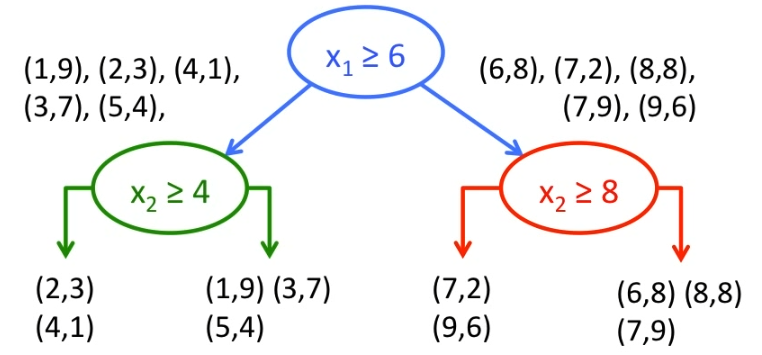 x₁ ≥ 6
(1,9), (2,3), (4,1),
(3,7), (5,4),
(6,8), (7,2), (8,8),
(7,9), (9,6)
x₂ ≥ 4
x₂ ≥ 8
(2,3)
(4,1)
(1,9) (3,7)
(5,4)
(7,2)
(9,6)
(6,8) (8,8)
(7,9)